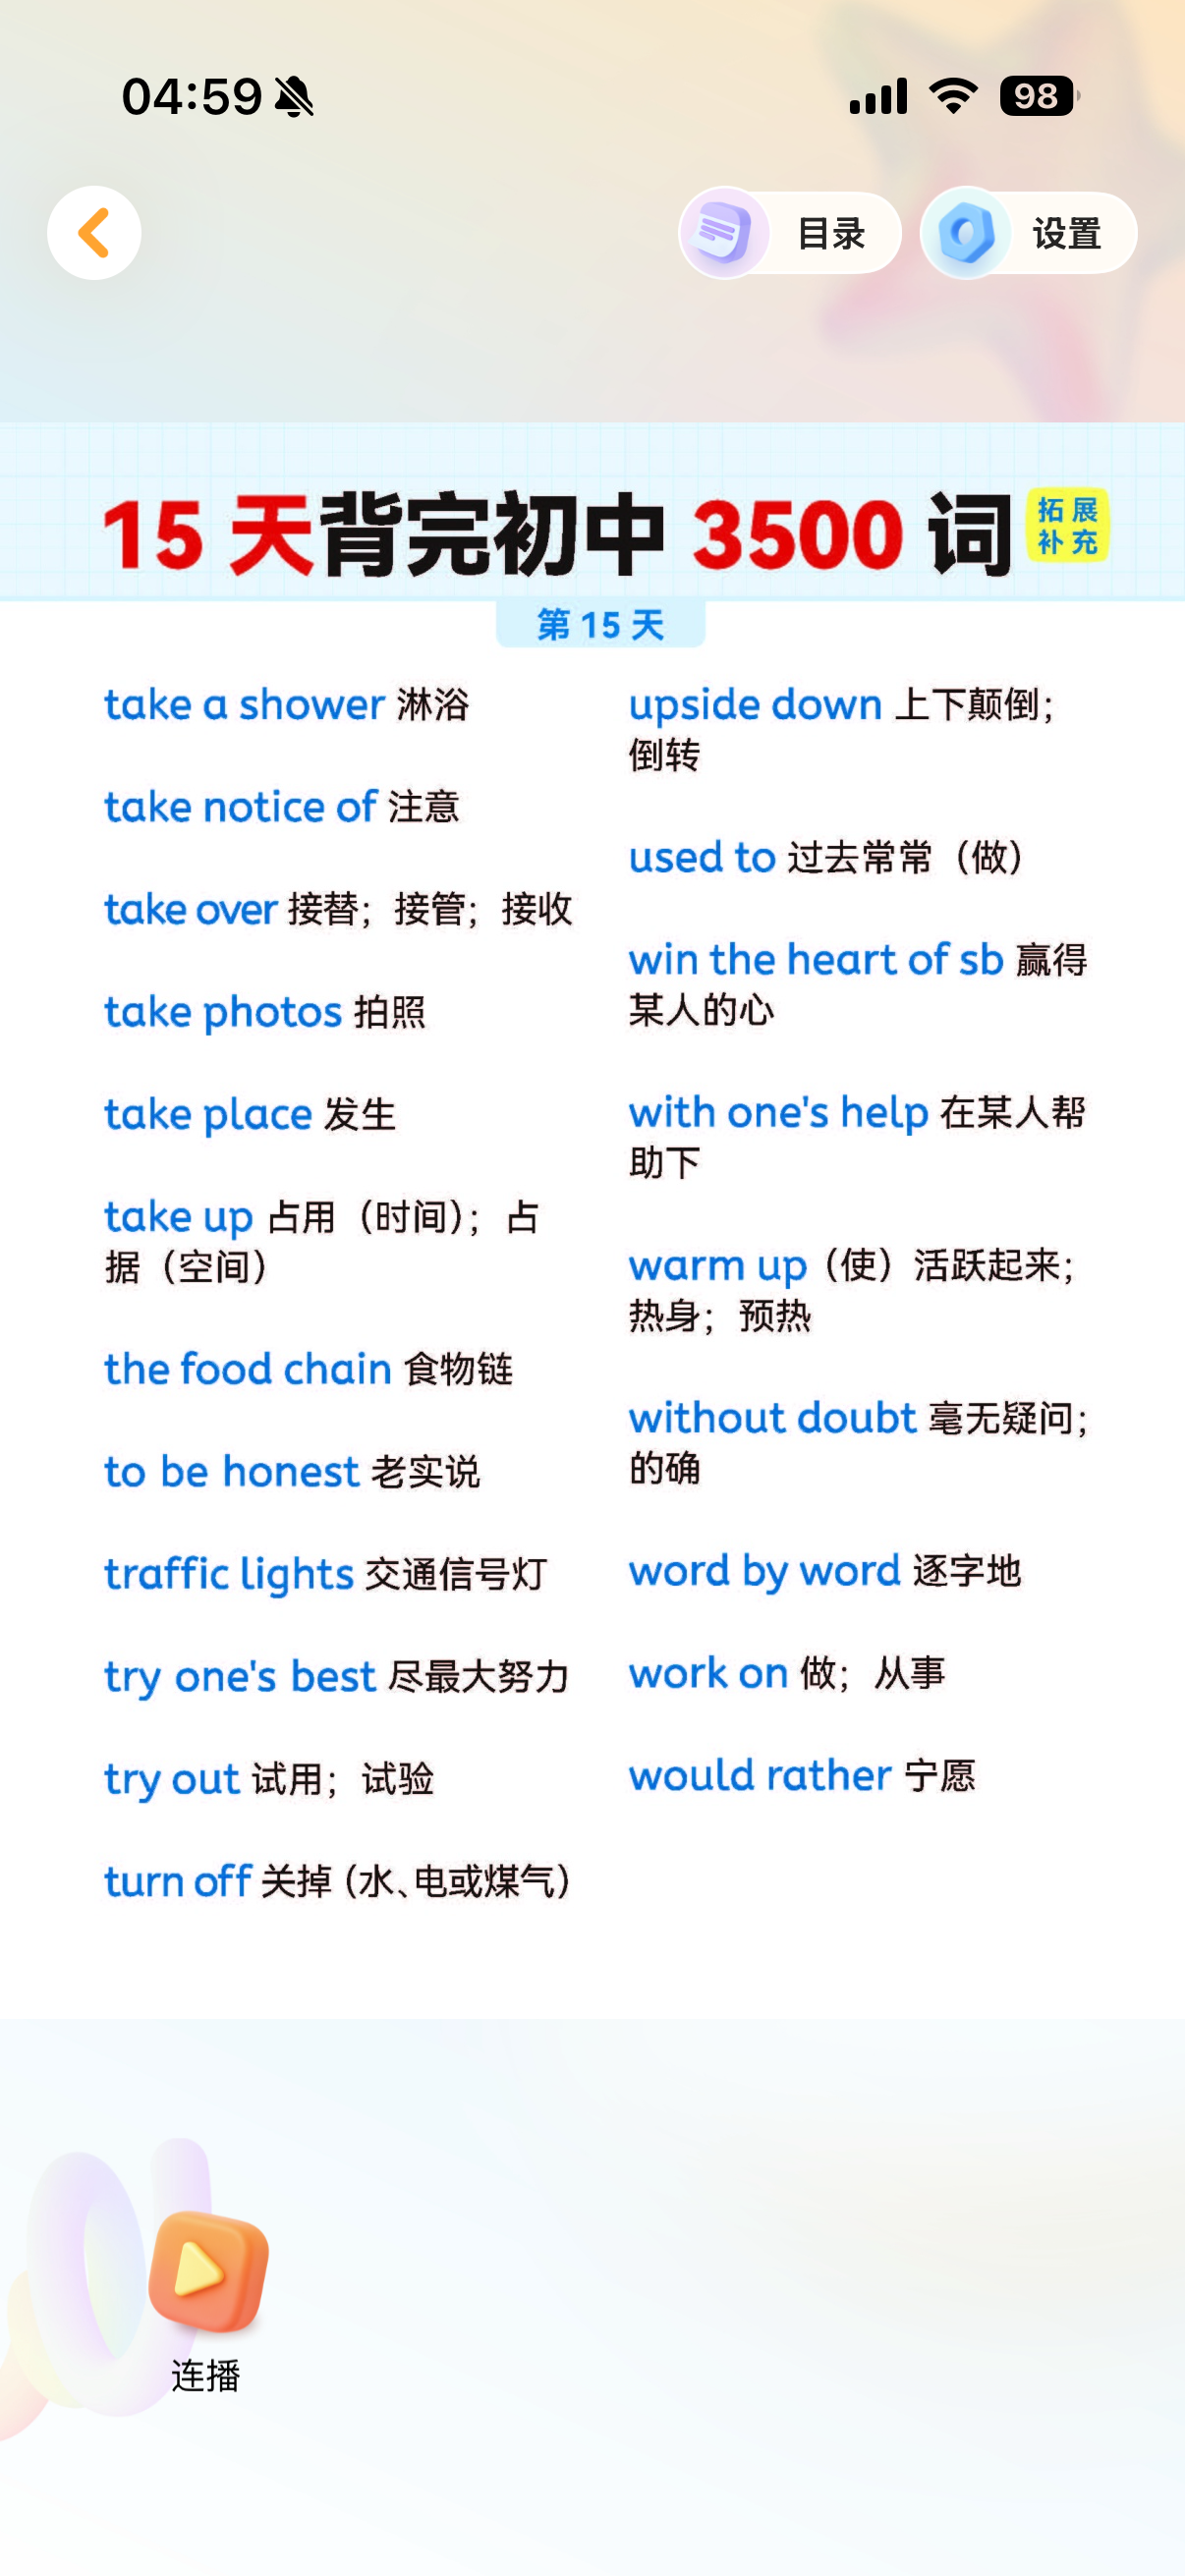 04:59
98
目录
设置
15 天背完初中 3500 词
拓展
补充
第 15 天
take a shower 淋浴
take notice of 注意
take over 接替；接管；接收
take photos 拍照
take place 发生
take up 占用（时间）；占
据（空间）
the food chain 食物链
to be honest 老实说
traffic lights 交通信号灯
try one's best 尽最大努力
try out 试用；试验
turn off 关掉（水、电或煤气）
upside down 上下颠倒；
倒转
used to 过去常常（做）
win the heart of sb 赢得
某人的心
with one's help 在某人帮
助下
warm up（使）活跃起来；
热身；预热
without doubt 毫无疑问；
的确
word by word 逐字地
work on 做；从事
would rather 宁愿
连播